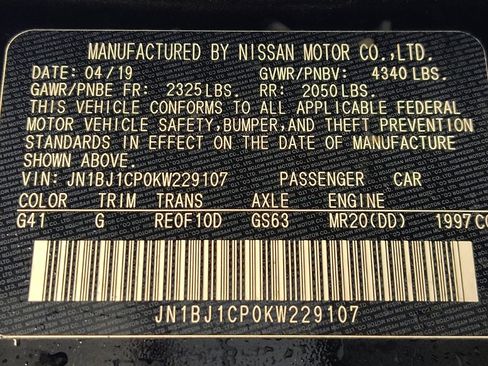 MANUFACTURED BY NISSAN MOTOR CO.,LTD.
DATE: 04/19 GVWR/PNBV: 4340 LBS.
GAWR/PNBE FR: 2325 LBS. RR: 2050 LBS.
THIS VEHICLE CONFORMS TO ALL APPLICABLE FEDERAL
MOTOR VEHICLE SAFETY, BUMPER, AND THEFT PREVENTION
STANDARDS IN EFFECT ON THE DATE OF MANUFACTURE
SHOWN ABOVE.
VIN: JN1BJ1CP0KW229107 PASSENGER CAR
COLOR TRIM TRANS AXLE ENGINE
G41 G RE0F10D GS63 MR20(DD) 1997CC
JN1BJ1CP0KW229107